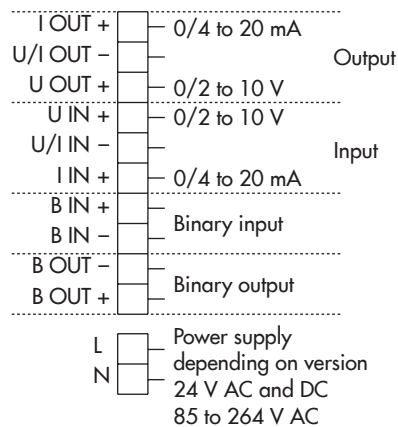 I OUT + 0/4 to 20 mA
U/I OUT –
Output
U OUT + 0/2 to 10 V
U IN + 0/2 to 10 V
U/I IN –
Input
I IN + 0/4 to 20 mA
B IN +
Binary input
B IN –
B OUT –
Binary output
B OUT +
L
N
Power supply
depending on version
24 V AC and DC
85 to 264 V AC